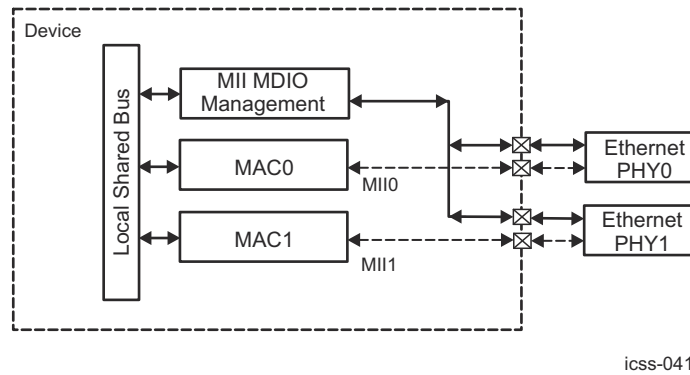 Device
Local Shared Bus
MII MDIO
Management
MAC0
MII0
MAC1
MII1
Ethernet
PHY0
Ethernet
PHY1
icss-041